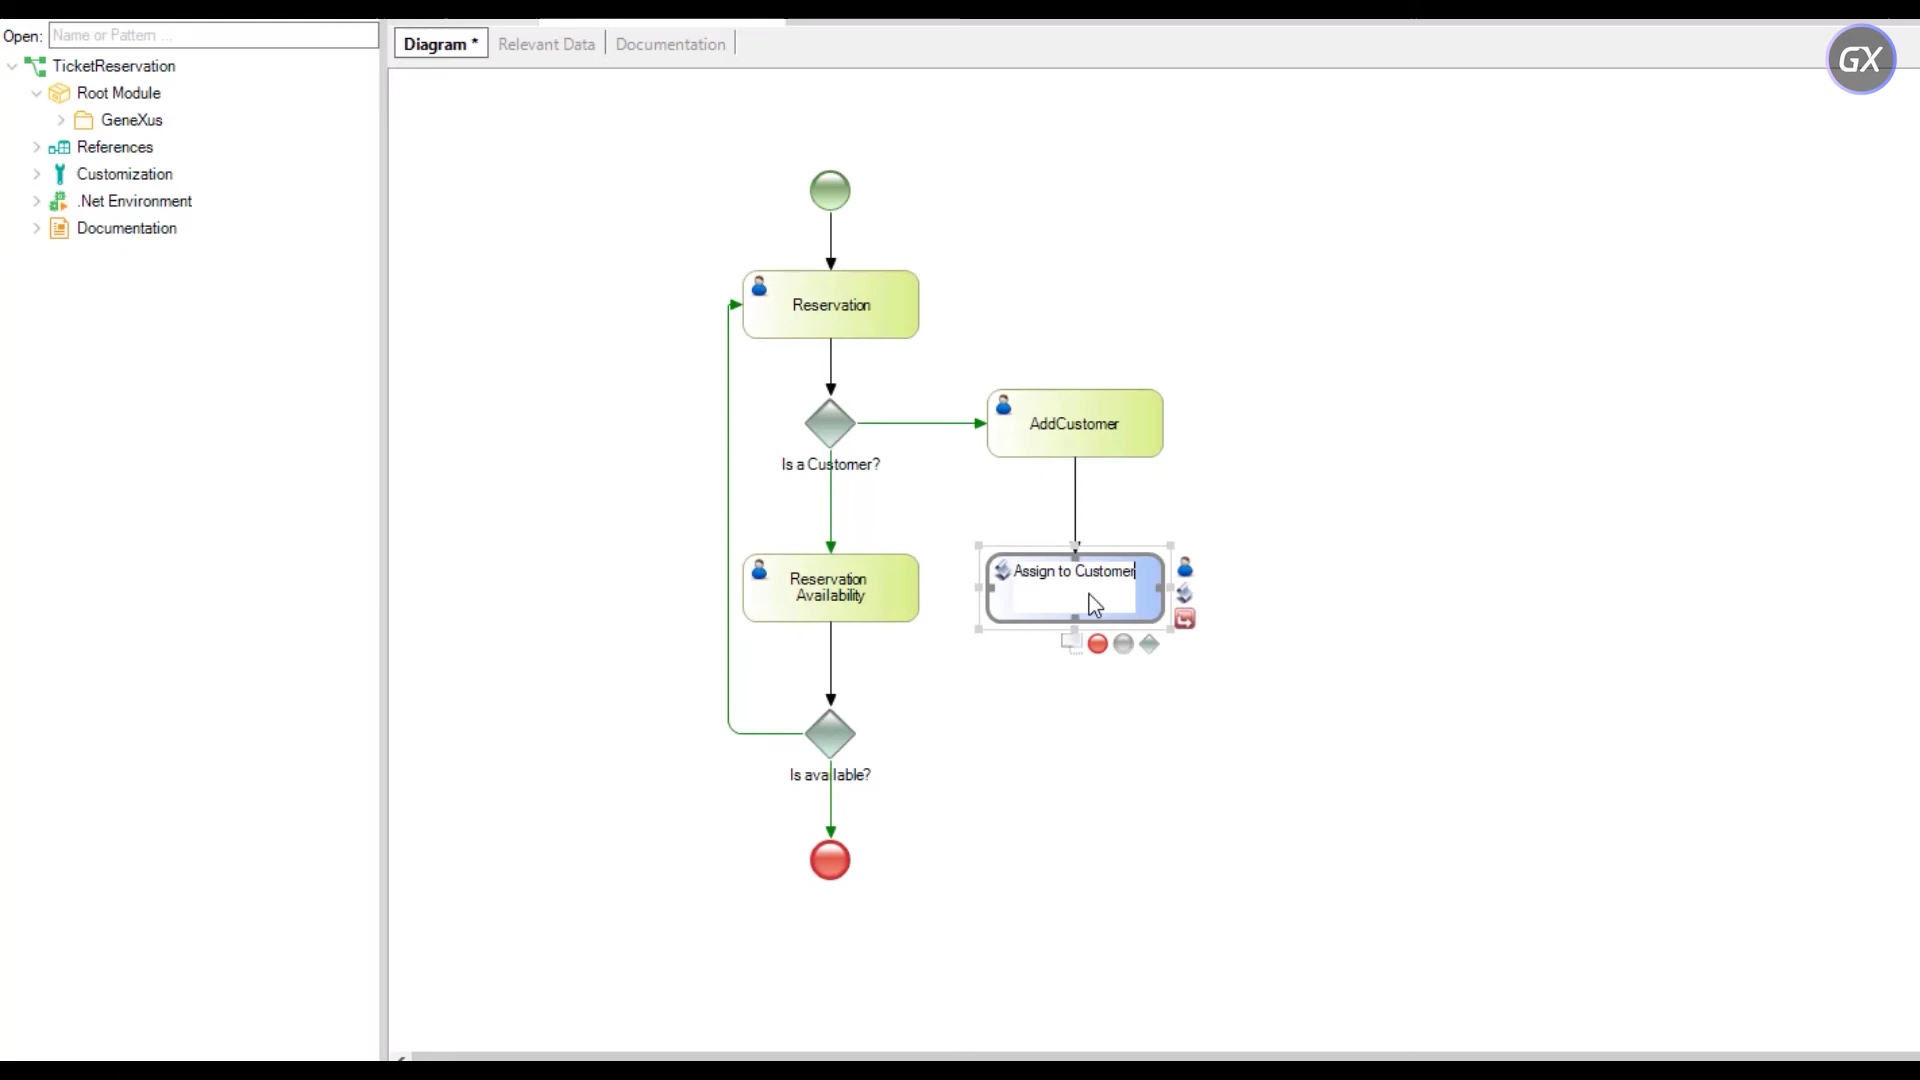 Open: Name or Pattern ...
TicketReservation
Root Module
GeneXus
References
Customization
.Net Environment
Documentation
Diagram *
Relevant Data
Documentation
GX
Reservation
AddCustomer
Is a Customer?
Reservation
Availability
Assign to Customer
Is available?